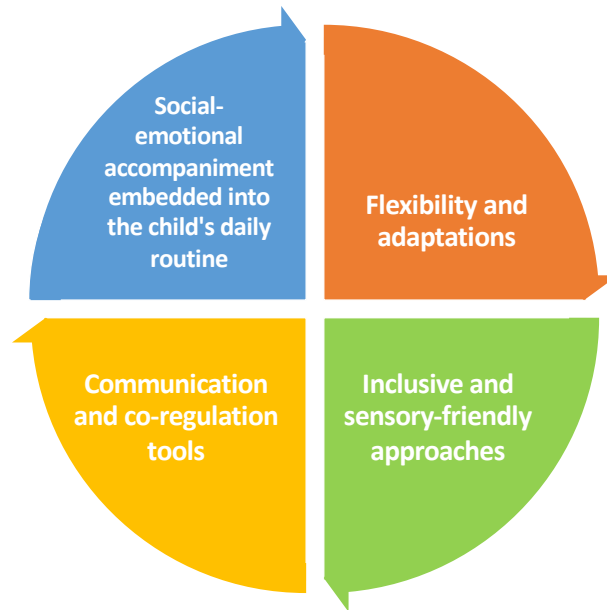 Social-
emotional
accompaniment
embedded into
the child's daily
routine
Flexibility and
adaptations
Communication
and co-regulation
tools
Inclusive and
sensory-friendly
approaches